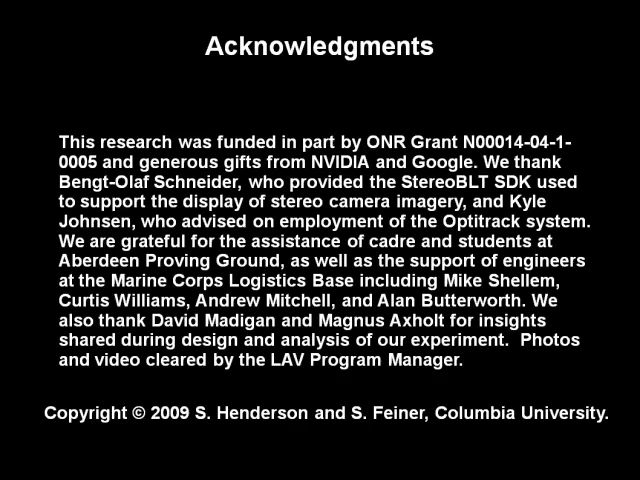 Acknowledgments
This research was funded in part by ONR Grant N00014-04-1-
0005 and generous gifts from NVIDIA and Google. We thank
Bengt-Olaf Schneider, who provided the StereoBLT SDK used
to support the display of stereo camera imagery, and Kyle
Johnsen, who advised on employment of the Optitrack system.
We are grateful for the assistance of cadre and students at
Aberdeen Proving Ground, as well as the support of engineers
at the Marine Corps Logistics Base including Mike Shellem,
Curtis Williams, Andrew Mitchell, and Alan Butterworth. We
also thank David Madigan and Magnus Axholt for insights
shared during design and analysis of our experiment.  Photos
and video cleared by the LAV Program Manager.
Copyright © 2009 S. Henderson and S. Feiner, Columbia University.